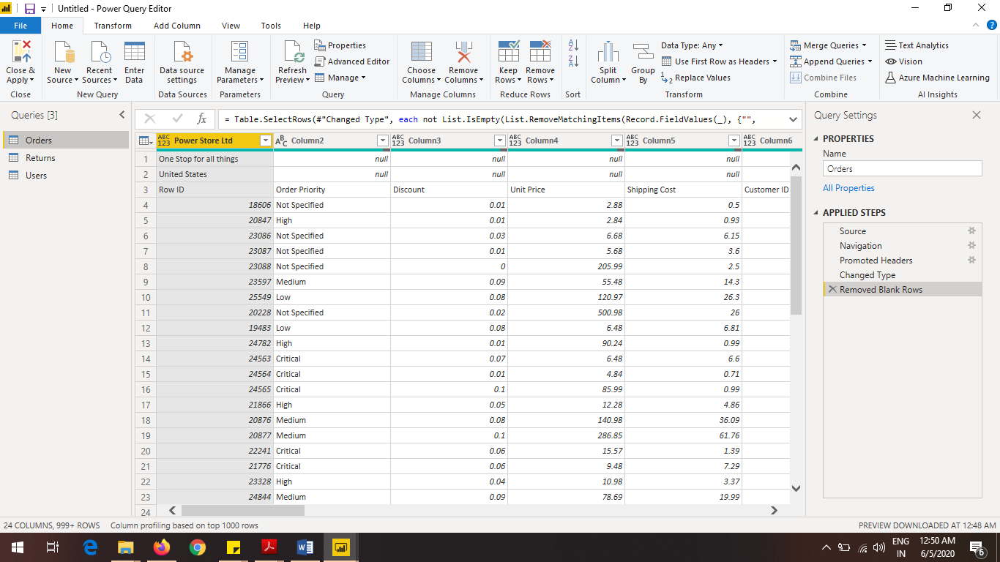 Untitled - Power Query Editor
File Home Transform Add Column View Tools Help
Close & Apply
New Source
Recent Sources
Enter Data
Data source settings
Manage Parameters
Refresh Preview
Properties
Advanced Editor
Manage
Choose Columns
Remove Columns
Keep Rows
Remove Rows
Split Column
Group By
Data Type: Any
Use First Row as Headers
Replace Values
Merge Queries
Append Queries
Combine Files
Text Analytics
Vision
Azure Machine Learning
Close New Query Data Sources Parameters Query Manage Columns Reduce Rows Sort Transform Combine AI Insights
Queries [3]
Orders
Returns
Users
fx = Table.SelectRows(#"Changed Type", each not List.IsEmpty(List.RemoveMatchingItems(Record.FieldValues(_), {"",
ABC 123 Power Store Ltd ABC Column2 ABC 123 Column3 ABC 123 Column4 ABC 123 Column5 ABC 123 Column6
1 One Stop for all things null null null null
2 United States null null null null
3 Row ID Order Priority Discount Unit Price Shipping Cost Customer ID
4 18606 Not Specified 0.01 2.88 0.5
5 20847 High 0.01 2.84 0.93
6 23086 Not Specified 0.03 6.68 6.15
7 23087 Not Specified 0.01 5.68 3.6
8 23088 Not Specified 0 205.99 2.5
9 23597 Medium 0.09 55.48 14.3
10 25549 Low 0.08 120.97 26.3
11 20228 Not Specified 0.02 500.98 26
12 19483 Low 0.08 6.48 6.81
13 24782 High 0.01 90.24 0.99
14 24563 Critical 0.07 6.48 6.6
15 24564 Critical 0.01 4.84 0.71
16 24565 Critical 0.1 85.99 0.99
17 21866 High 0.05 12.28 4.86
18 20876 Medium 0.08 140.98 36.09
19 20877 Medium 0.1 286.85 61.76
20 22241 Critical 0.06 15.57 1.39
21 21776 Critical 0.06 9.48 7.29
22 23328 High 0.04 10.98 3.37
23 24844 Medium 0.09 78.69 19.99
24
Query Settings
PROPERTIES
Name
Orders
All Properties
APPLIED STEPS
Source
Navigation
Promoted Headers
Changed Type
Removed Blank Rows
24 COLUMNS, 999+ ROWS Column profiling based on top 1000 rows PREVIEW DOWNLOADED AT 12:48 AM
ENG 12:50 AM
IN 6/5/2020 6